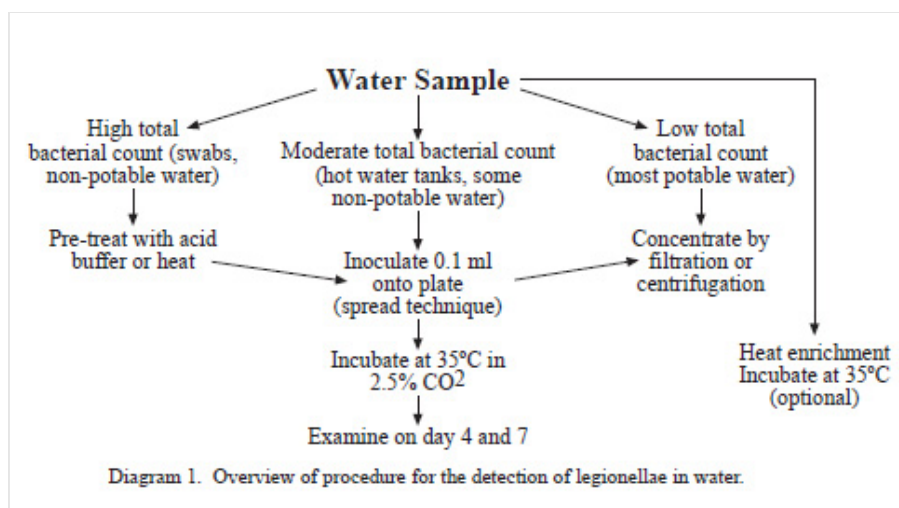 Water Sample
High total
bacterial count (swabs,
non-potable water)
Moderate total bacterial count
(hot water tanks, some
non-potable water)
Low total
bacterial count
(most potable water)
Pre-treat with acid
buffer or heat
Inoculate 0.1 ml
onto plate
(spread technique)
Concentrate by
filtration or
centrifugation
Incubate at 35ºC in
2.5% CO2
Heat enrichment
Incubate at 35ºC
(optional)
Examine on day 4 and 7
Diagram 1. Overview of procedure for the detection of legionellae in water.